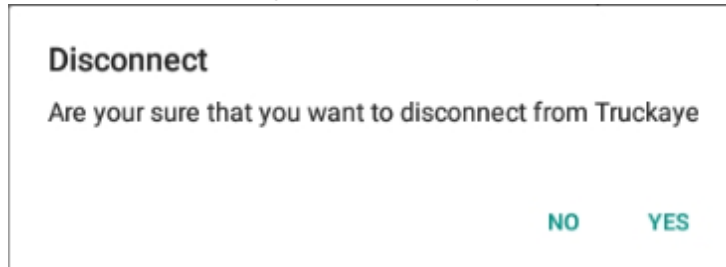 Disconnect
Are your sure that you want to disconnect from Truckaye
NO YES